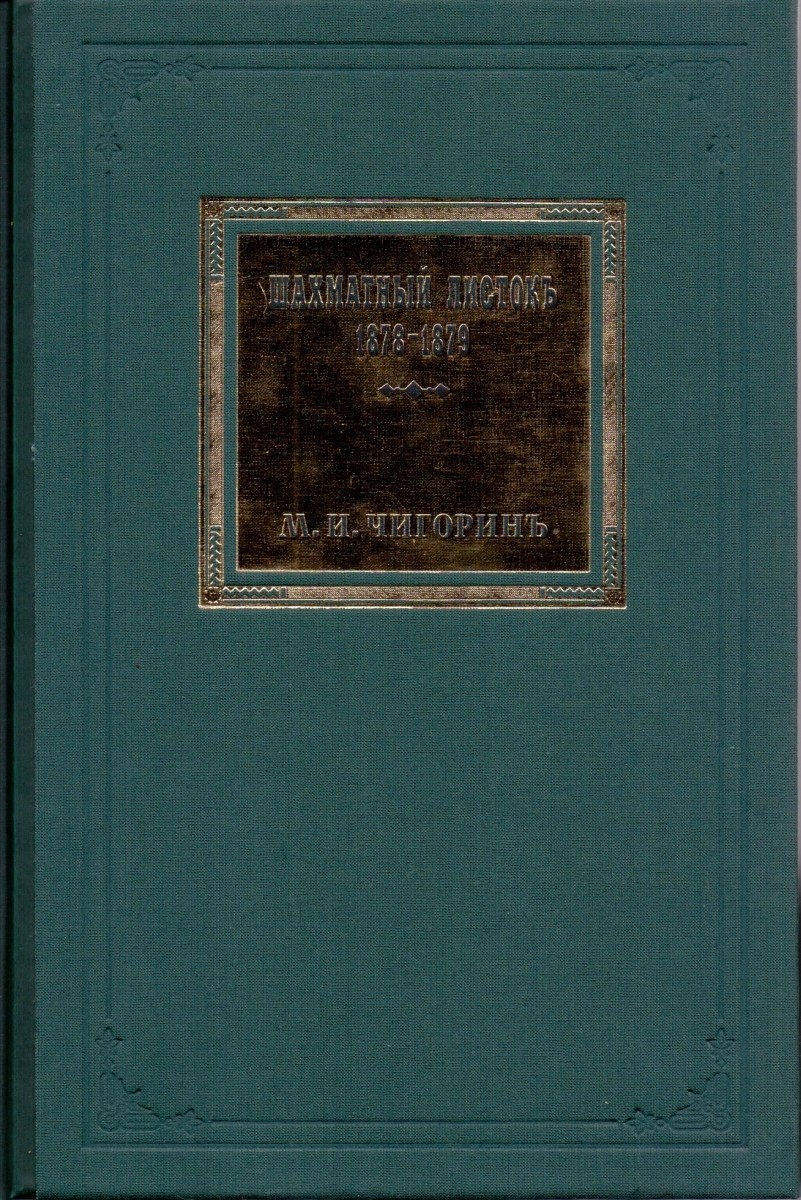 ШАХМАТНЫЙ ЛИСТОКЪ
1878-1879
М. И. ЧИГОРИНЪ.